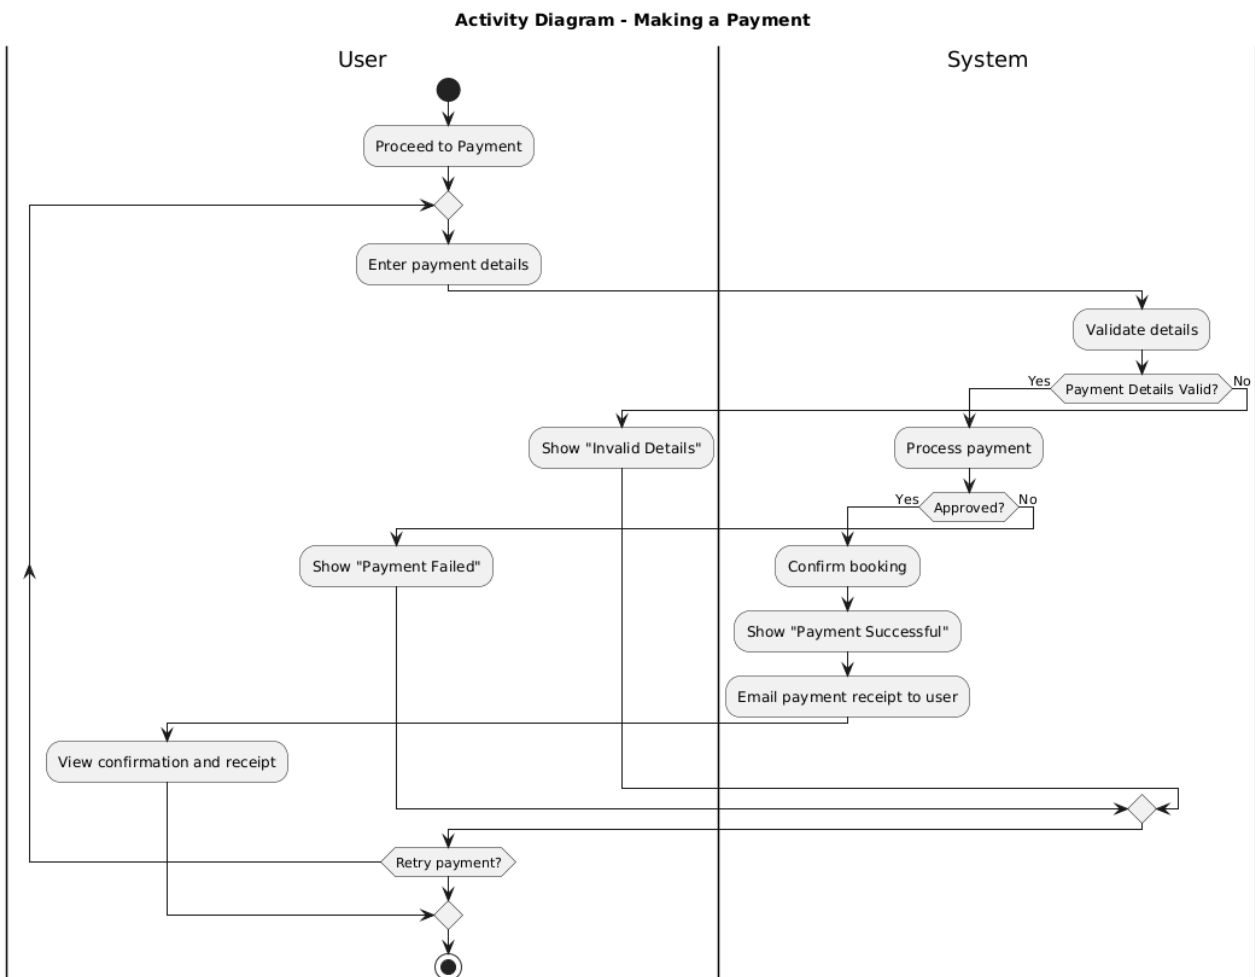 Activity Diagram - Making a Payment
User
System
Proceed to Payment
Enter payment details
Validate details
Yes
Payment Details Valid?
No
Show "Invalid Details"
Process payment
Yes
Approved?
No
Show "Payment Failed"
Confirm booking
Show "Payment Successful"
Email payment receipt to user
View confirmation and receipt
Retry payment?